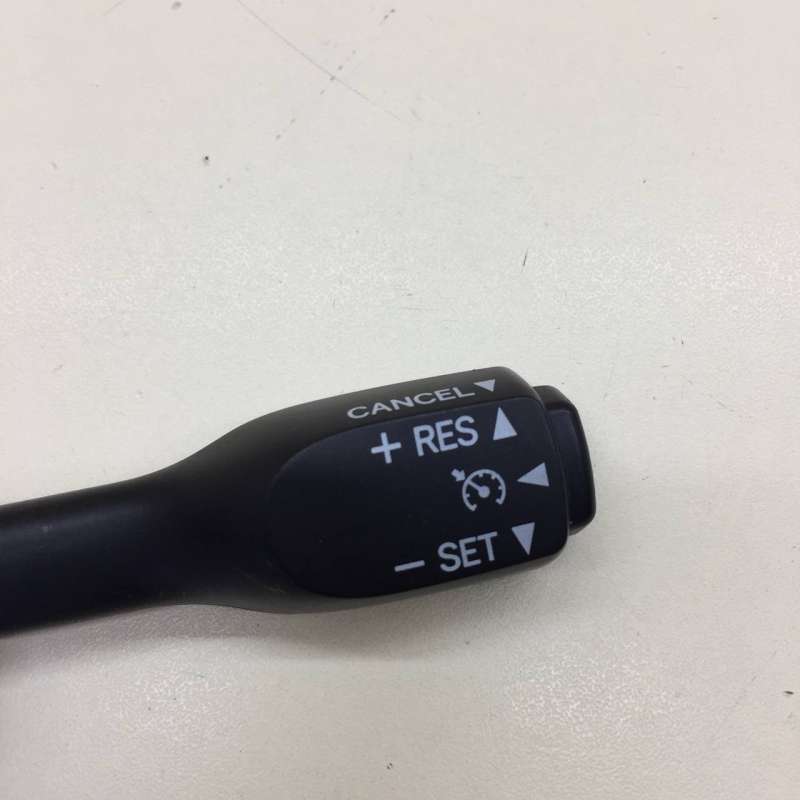 CANCEL ▼
+ RES ▲
◀
− SET ▼